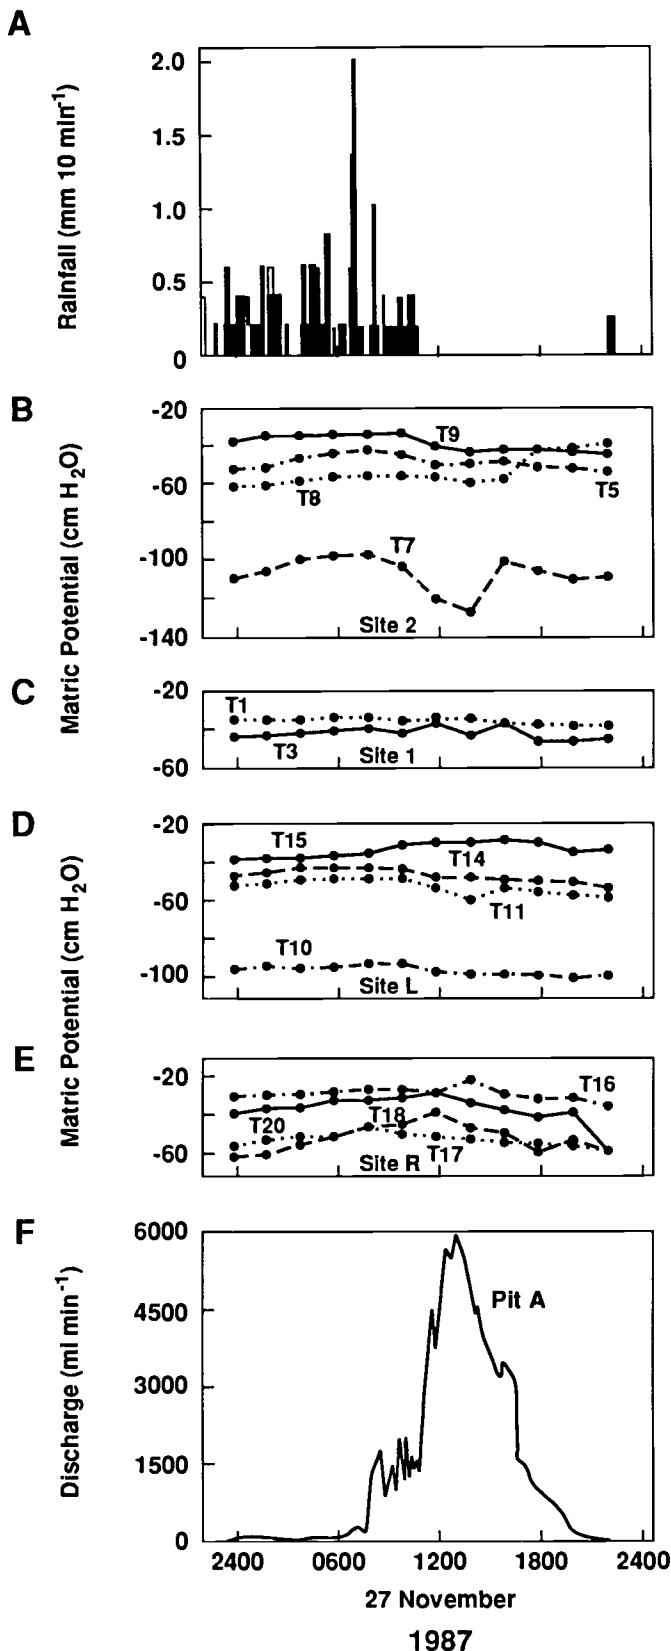 A
Rainfall (mm 10 min⁻¹)
2.0
1.5
1.0
0.5
0
B
Matric Potential (cm H₂O)
-20
-60
-100
-140
T9
T8
T5
T7
Site 2
C
-20
-60
T1
T3
Site 1
D
Matric Potential (cm H₂O)
-20
-60
-100
T15
T14
T11
T10
Site L
E
-20
-60
T16
T20
T18
T17
Site R
F
Discharge (ml min⁻¹)
6000
4500
3000
1500
0
Pit A
2400 0600 1200 1800 2400
27 November
1987